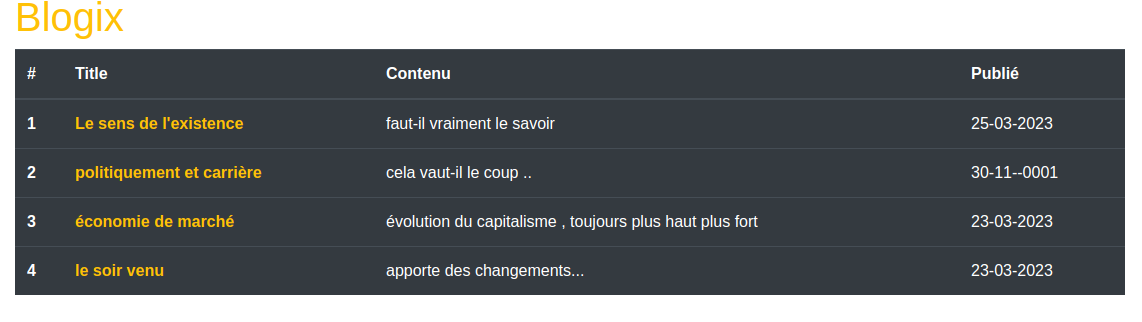 Blogix
# Title Contenu Publié
1 Le sens de l'existence faut-il vraiment le savoir 25-03-2023
2 politiquement et carrière cela vaut-il le coup .. 30-11--0001
3 économie de marché évolution du capitalisme , toujours plus haut plus fort 23-03-2023
4 le soir venu apporte des changements... 23-03-2023